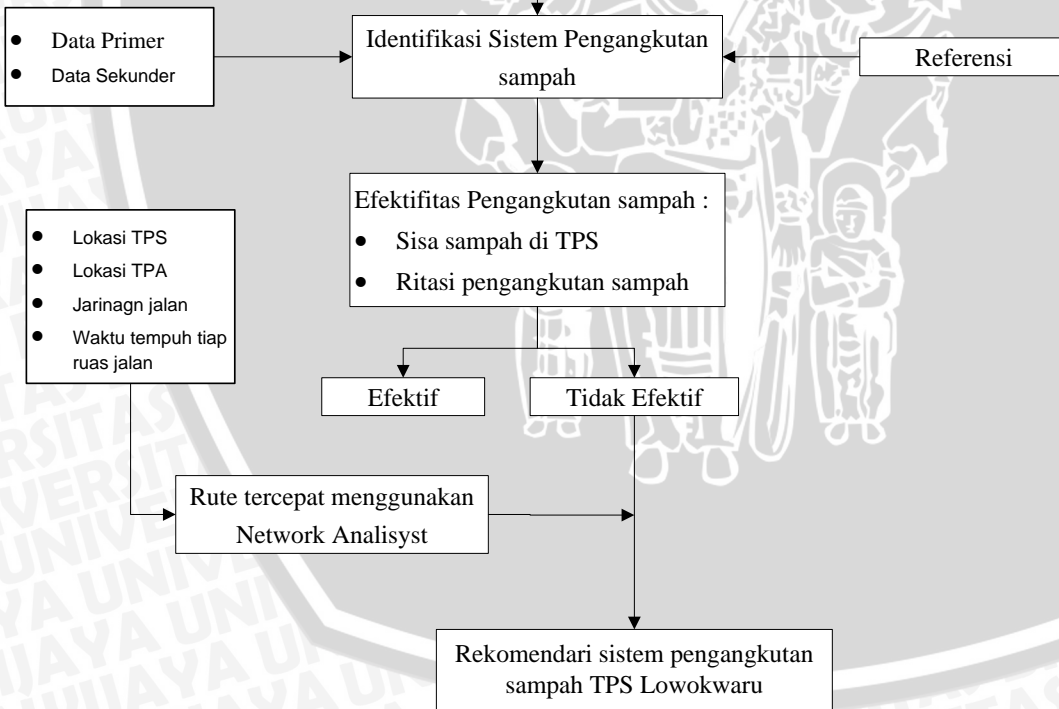 • Data Primer
• Data Sekunder
Identifikasi Sistem Pengangkutan
sampah
Referensi
Efektifitas Pengangkutan sampah :
• Sisa sampah di TPS
• Ritasi pengangkutan sampah
• Lokasi TPS
• Lokasi TPA
• Jarinagn jalan
• Waktu tempuh tiap
ruas jalan
Efektif
Tidak Efektif
Rute tercepat menggunakan
Network Analisyst
Rekomendari sistem pengangkutan
sampah TPS Lowokwaru